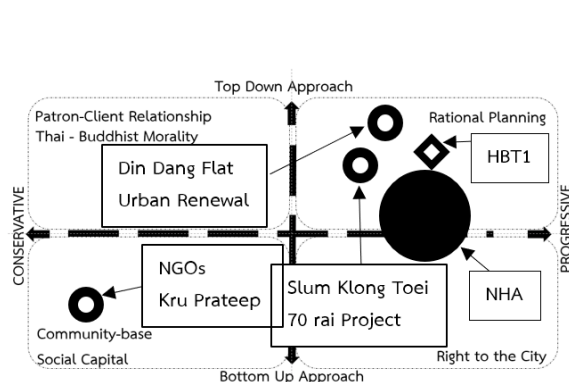 Top Down Approach
Patron-Client Relationship
Thai - Buddhist Morality
Rational Planning
HBT1
Din Dang Flat
Urban Renewal
CONSERVATIVE
PROGRESSIVE
NGOs
Kru Prateep
Slum Klong Toei
70 rai Project
NHA
Community-base
Social Capital
Right to the City
Bottom Up Approach